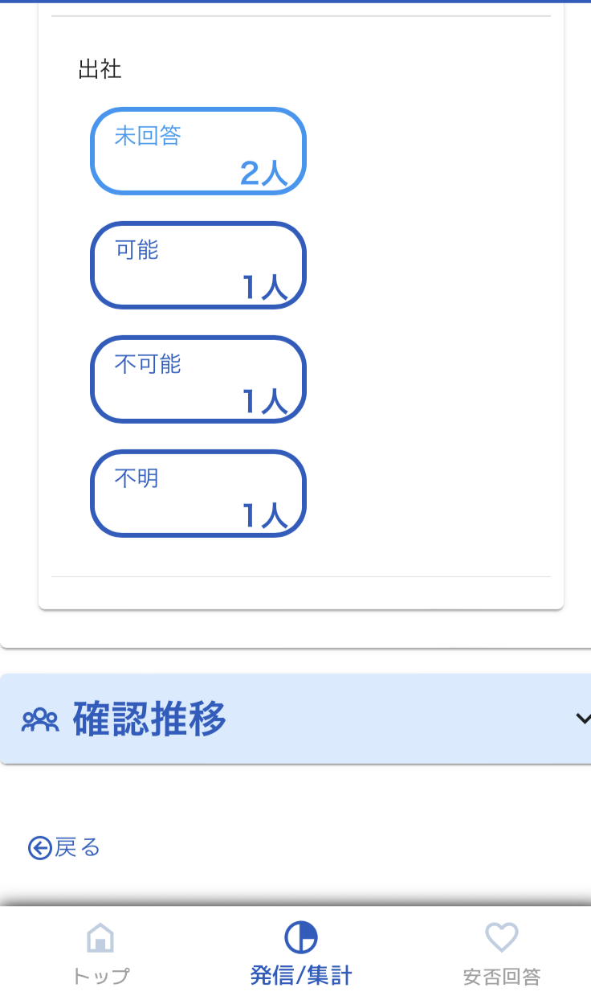 出社
未回答
2人
可能
1人
不可能
1人
不明
1人
確認推移
戻る
トップ
発信/集計
安否回答